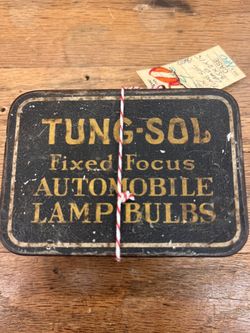 TUNG-SOL
Fixed Focus
AUTOMOBILE
LAMP BULBS